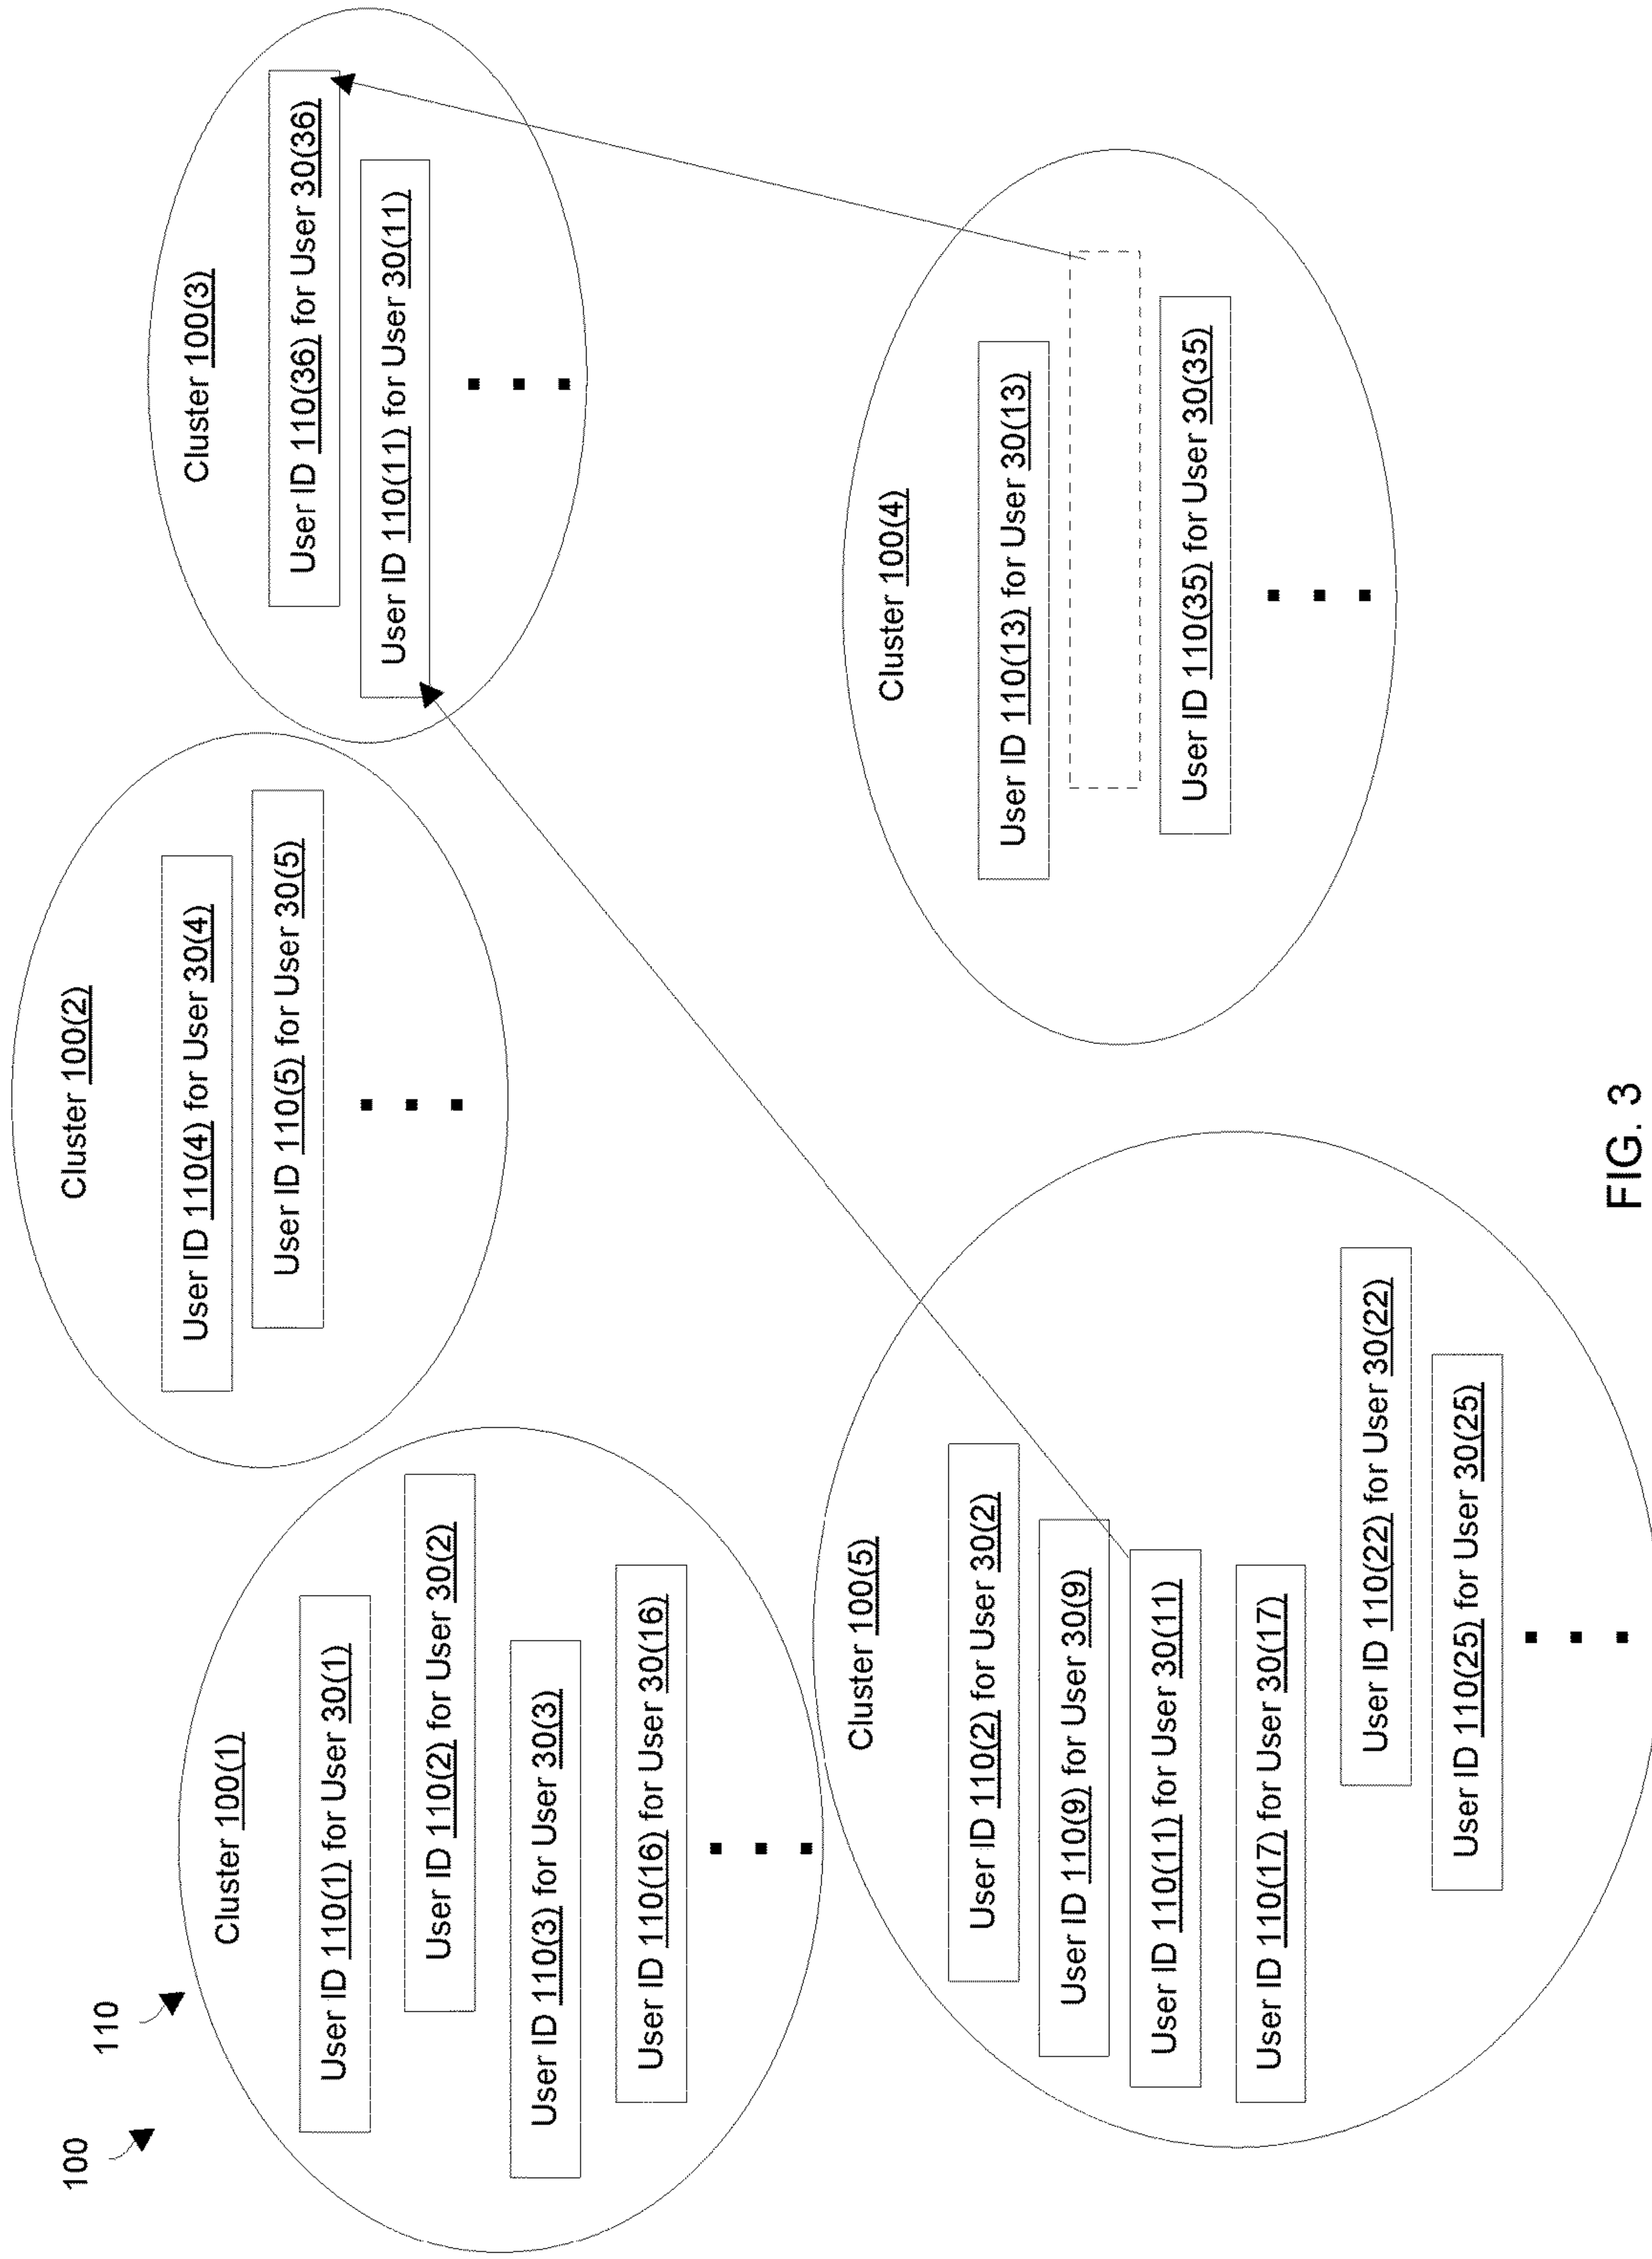 100
110
Cluster 100(1)
User ID 110(1) for User 30(1)
User ID 110(2) for User 30(2)
User ID 110(3) for User 30(3)
User ID 110(16) for User 30(16)
Cluster 100(2)
User ID 110(4) for User 30(4)
User ID 110(5) for User 30(5)
Cluster 100(3)
User ID 110(36) for User 30(36)
User ID 110(11) for User 30(11)
Cluster 100(5)
User ID 110(2) for User 30(2)
User ID 110(9) for User 30(9)
User ID 110(11) for User 30(11)
User ID 110(17) for User 30(17)
User ID 110(22) for User 30(22)
User ID 110(25) for User 30(25)
Cluster 100(4)
User ID 110(13) for User 30(13)
User ID 110(35) for User 30(35)
FIG. 3